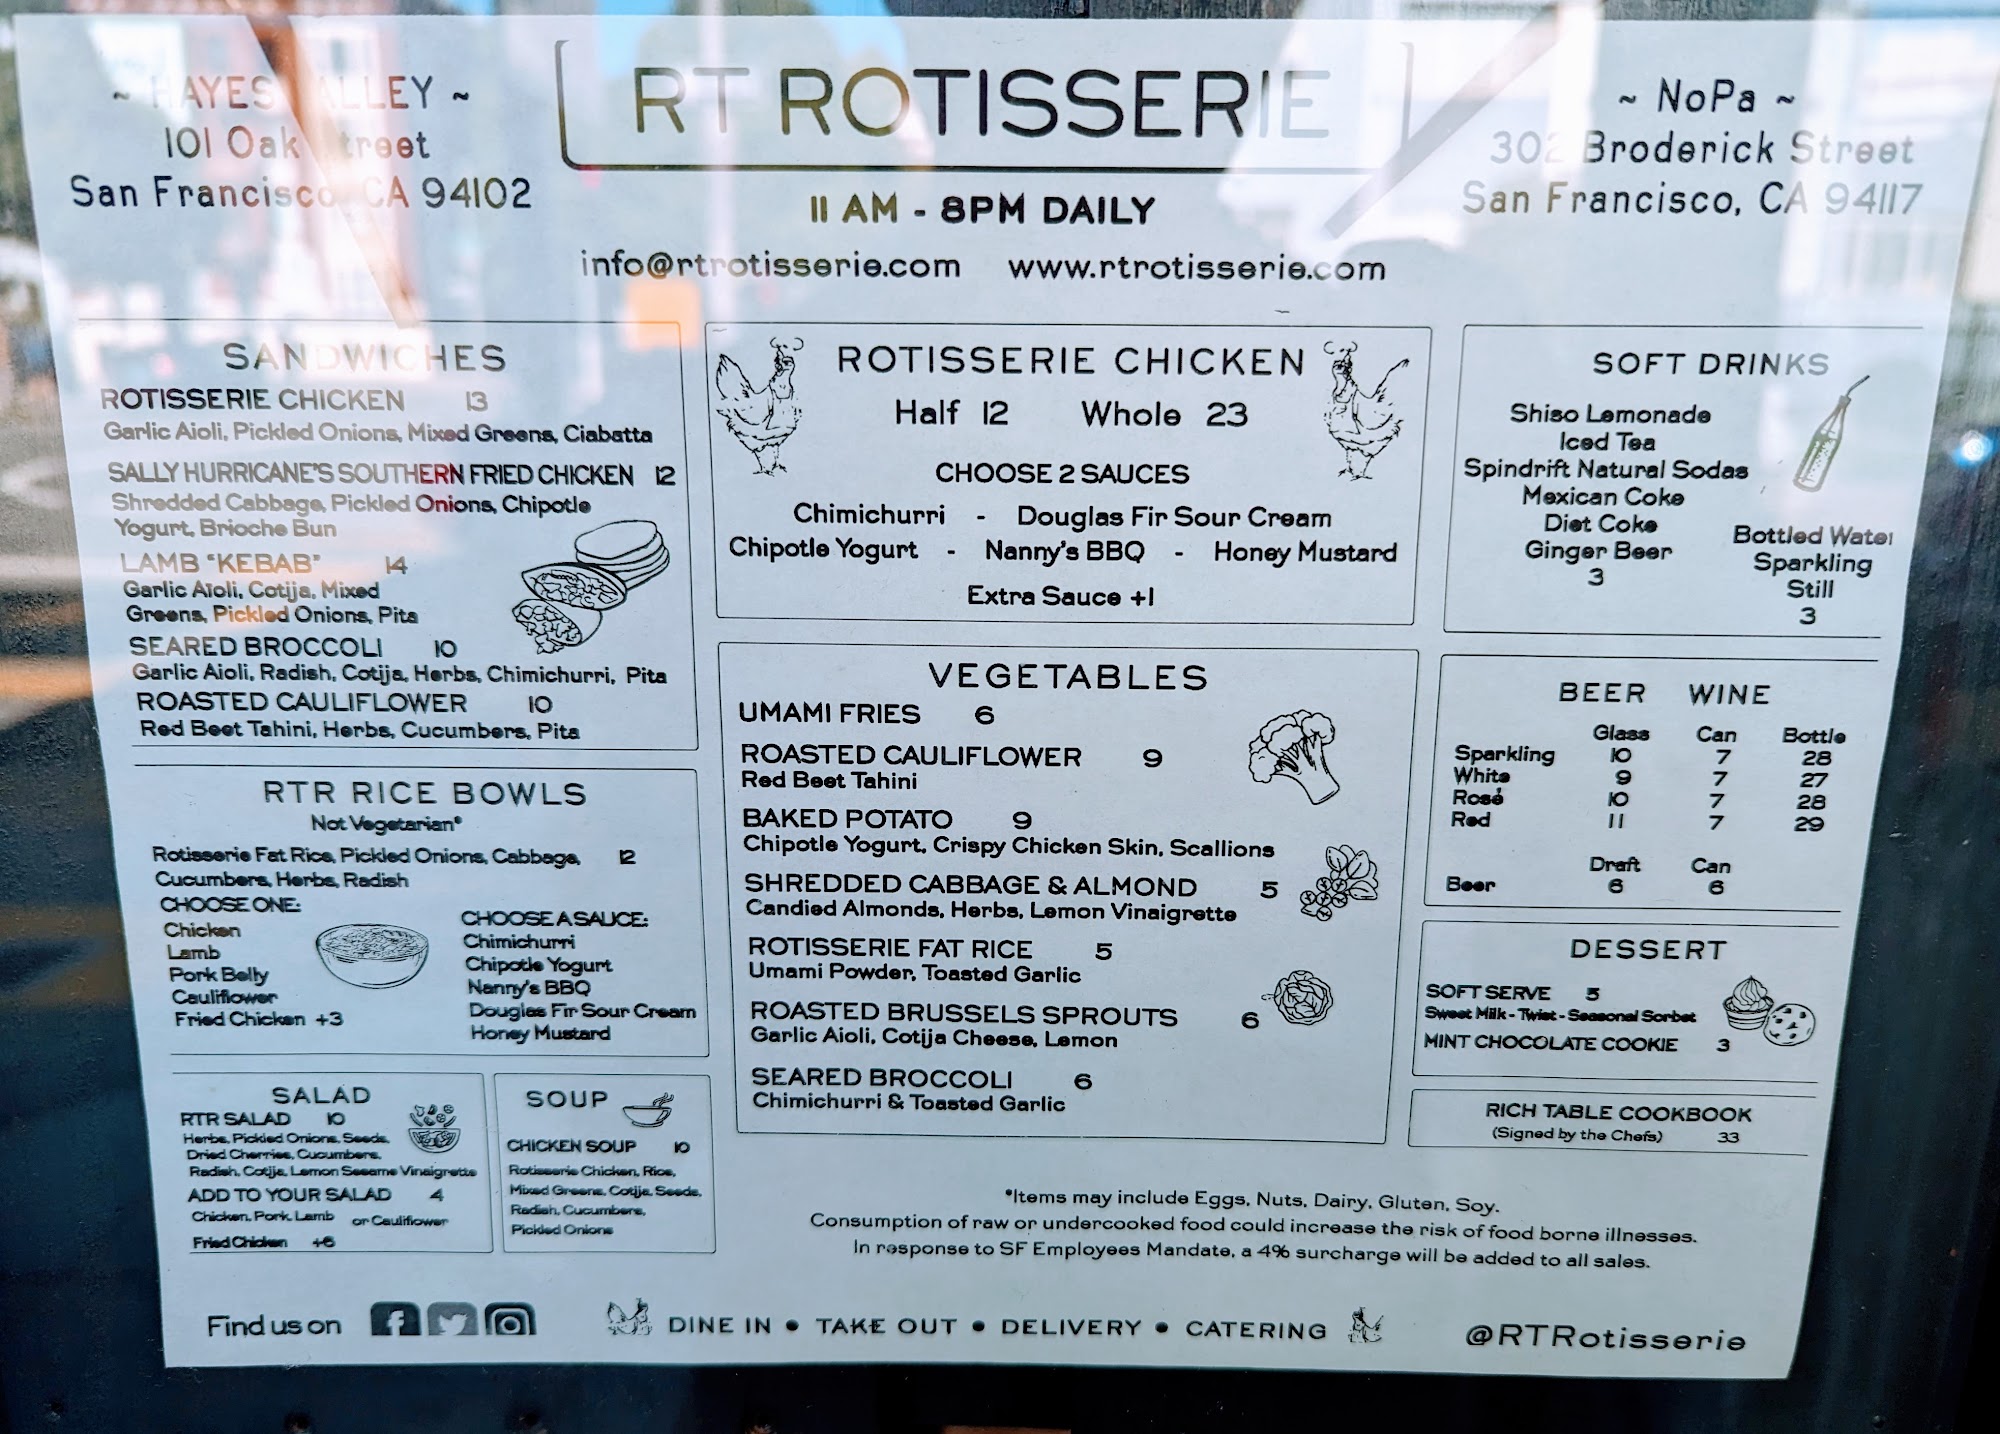 ~ HAYES VALLEY ~
101 Oak Street
San Francisco, CA 94102
RT ROTISSERIE
11 AM - 8PM DAILY
info@rtrotisserie.com www.rtrotisserie.com
~ NoPa ~
302 Broderick Street
San Francisco, CA 94117
SANDWICHES
ROTISSERIE CHICKEN 13
Garlic Aioli, Pickled Onions, Mixed Greens, Ciabatta
SALLY HURRICANE'S SOUTHERN FRIED CHICKEN 12
Shredded Cabbage, Pickled Onions, Chipotle
Yogurt, Brioche Bun
LAMB "KEBAB" 14
Garlic Aioli, Cotija, Mixed
Greens, Pickled Onions, Pita
SEARED BROCCOLI 10
Garlic Aioli, Radish, Cotija, Herbs, Chimichurri, Pita
ROASTED CAULIFLOWER 10
Red Beet Tahini, Herbs, Cucumbers, Pita
RTR RICE BOWLS
Not Vegetarian*
Rotisserie Fat Rice, Pickled Onions, Cabbage, 12
Cucumbers, Herbs, Radish
CHOOSE ONE:
Chicken
Lamb
Pork Belly
Cauliflower
Fried Chicken +3
CHOOSE A SAUCE:
Chimichurri
Chipotle Yogurt
Nanny's BBQ
Douglas Fir Sour Cream
Honey Mustard
SALAD
RTR SALAD 10
Herbs, Pickled Onions, Seeds,
Dried Cherries, Cucumbers,
Radish, Cotija, Lemon Sesame Vinaigrette
ADD TO YOUR SALAD 4
Chicken, Pork, Lamb or Cauliflower
Fried Chicken +6
SOUP
CHICKEN SOUP 10
Rotisserie Chicken, Rice,
Mixed Greens, Cotija, Seeds,
Radish, Cucumbers,
Pickled Onions
ROTISSERIE CHICKEN
Half 12 Whole 23
CHOOSE 2 SAUCES
Chimichurri - Douglas Fir Sour Cream
Chipotle Yogurt - Nanny's BBQ - Honey Mustard
Extra Sauce +1
VEGETABLES
UMAMI FRIES 6
ROASTED CAULIFLOWER 9
Red Beet Tahini
BAKED POTATO 9
Chipotle Yogurt, Crispy Chicken Skin, Scallions
SHREDDED CABBAGE & ALMOND 5
Candied Almonds, Herbs, Lemon Vinaigrette
ROTISSERIE FAT RICE 5
Umami Powder, Toasted Garlic
ROASTED BRUSSELS SPROUTS 6
Garlic Aioli, Cotija Cheese, Lemon
SEARED BROCCOLI 6
Chimichurri & Toasted Garlic
SOFT DRINKS
Shiso Lemonade
Iced Tea
Spindrift Natural Sodas
Mexican Coke
Diet Coke
Ginger Beer
3
Bottled Water
Sparkling
Still
3
BEER WINE
Glass Can Bottle
Sparkling 10 7 28
White 9 7 27
Rosé 10 7 28
Red 11 7 29
Draft Can
Beer 6 6
DESSERT
SOFT SERVE 5
Sweet Milk - Twist - Seasonal Sorbet
MINT CHOCOLATE COOKIE 3
RICH TABLE COOKBOOK
(Signed by the Chefs) 33
*Items may include Eggs, Nuts, Dairy, Gluten, Soy.
Consumption of raw or undercooked food could increase the risk of food borne illnesses.
In response to SF Employees Mandate, a 4% surcharge will be added to all sales.
Find us on
DINE IN • TAKE OUT • DELIVERY • CATERING
@RTRotisserie